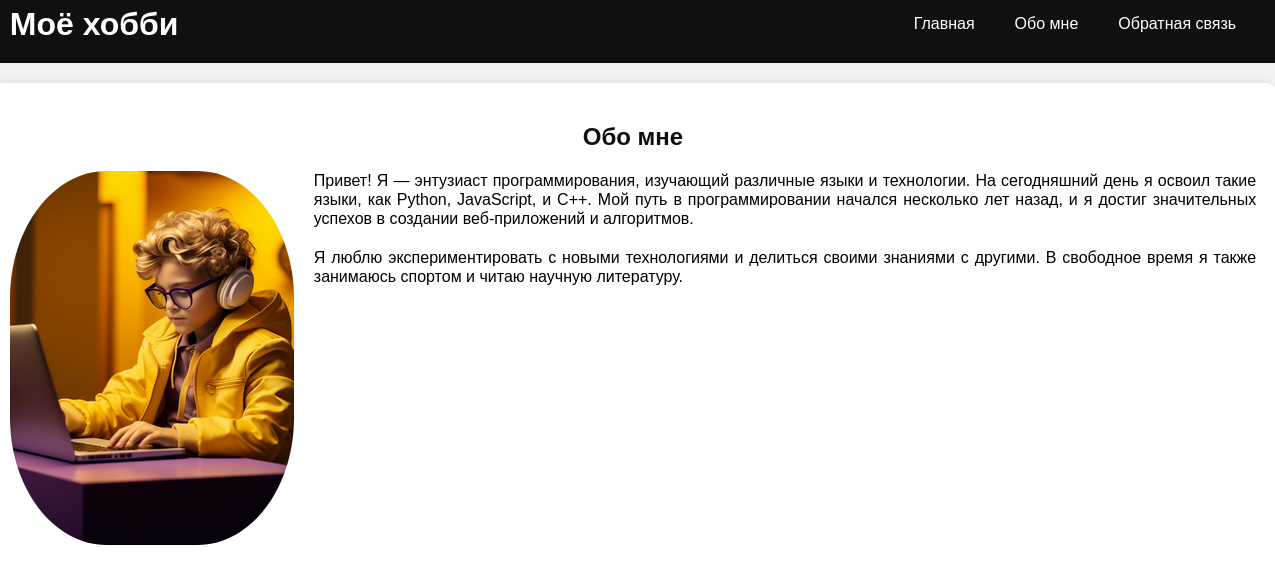 Моё хобби
Главная
Обо мне
Обратная связь
Обо мне
Привет! Я — энтузиаст программирования, изучающий различные языки и технологии. На сегодняшний день я освоил такие
языки, как Python, JavaScript, и C++. Мой путь в программировании начался несколько лет назад, и я достиг значительных
успехов в создании веб-приложений и алгоритмов.
Я люблю экспериментировать с новыми технологиями и делиться своими знаниями с другими. В свободное время я также
занимаюсь спортом и читаю научную литературу.